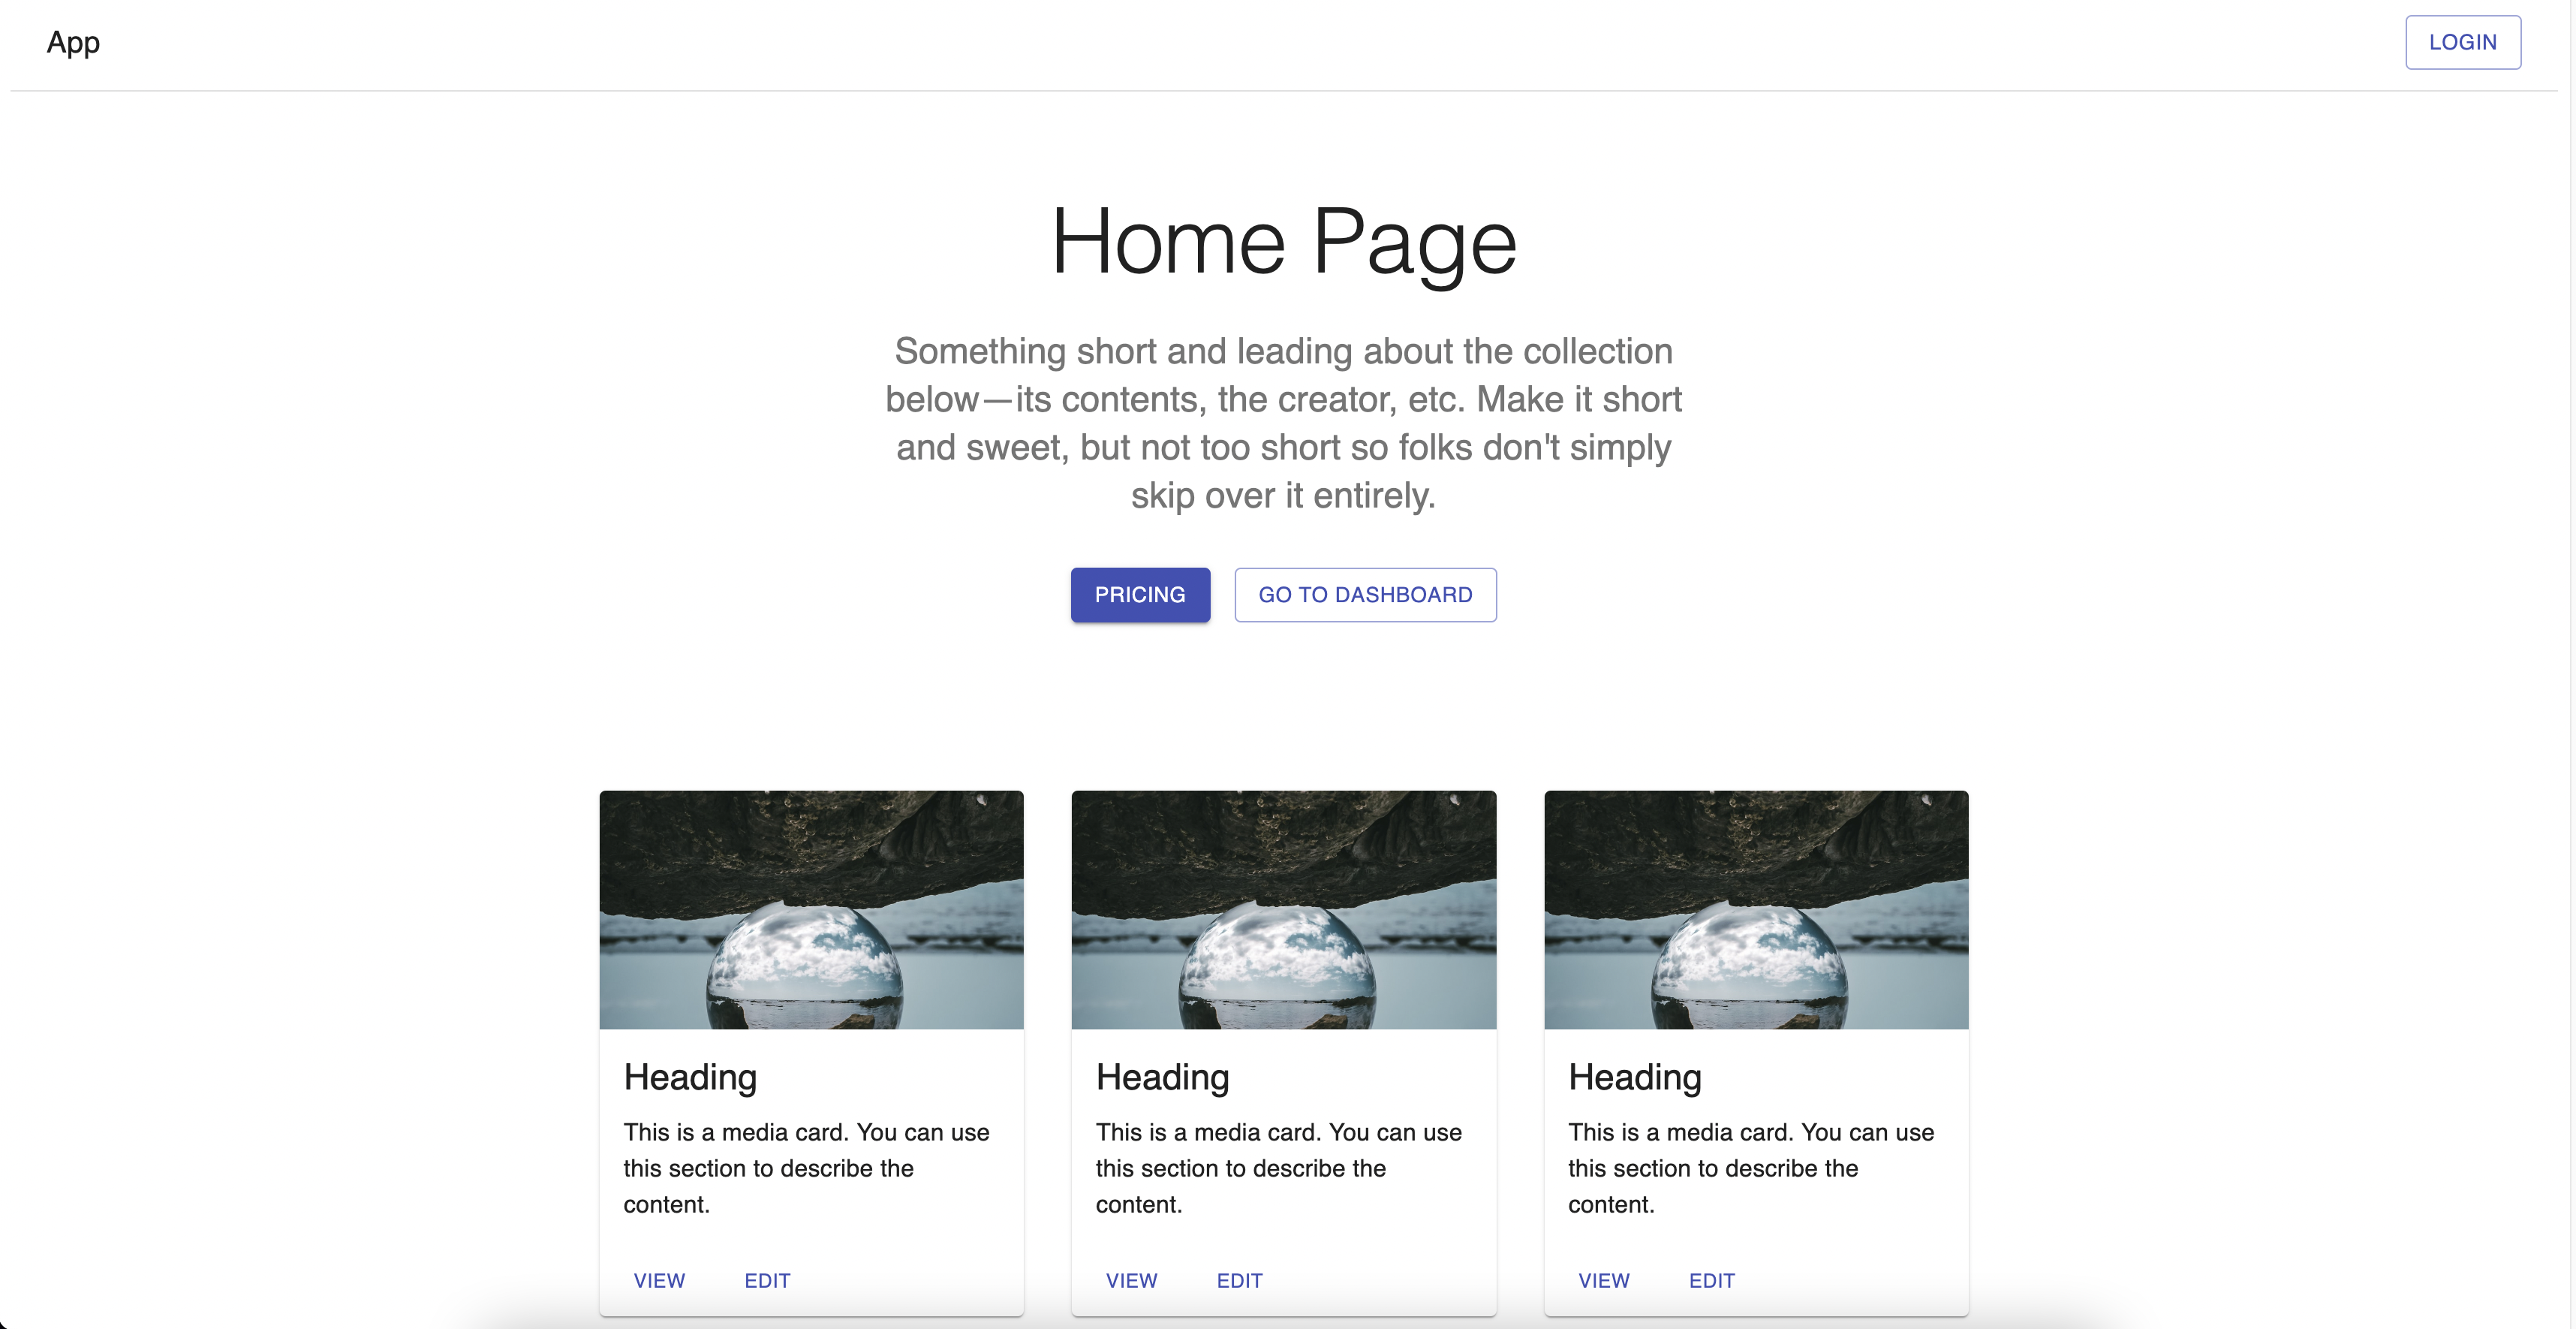 App
LOGIN
Home Page
Something short and leading about the collection
below—its contents, the creator, etc. Make it short
and sweet, but not too short so folks don't simply
skip over it entirely.
PRICING
GO TO DASHBOARD
Heading
This is a media card. You can use
this section to describe the
content.
VIEW
EDIT
Heading
This is a media card. You can use
this section to describe the
content.
VIEW
EDIT
Heading
This is a media card. You can use
this section to describe the
content.
VIEW
EDIT